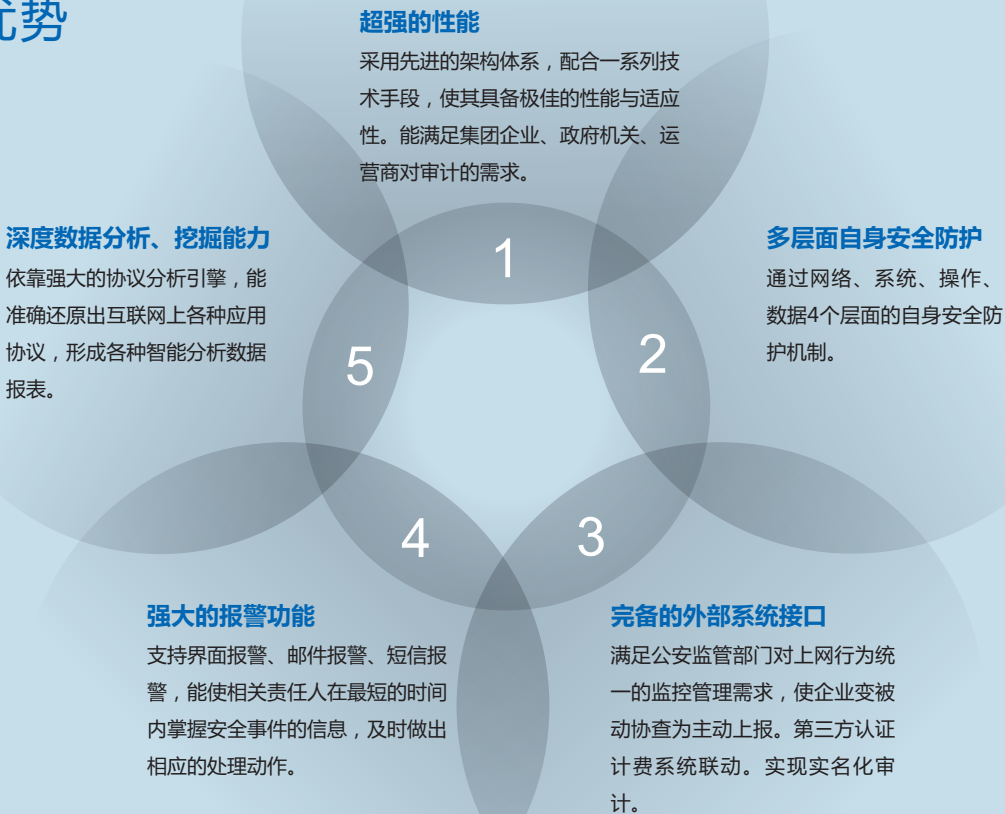 优势
超强的性能
采用先进的架构体系，配合一系列技
术手段，使其具备极佳的性能与适应
性。能满足集团企业、政府机关、运
营商对审计的需求。
1
多层面自身安全防护
通过网络、系统、操作、
数据4个层面的自身安全防
护机制。
2
完备的外部系统接口
满足公安监管部门对上网行为统
一的监控管理需求，使企业变被
动协查为主动上报。第三方认证
计费系统联动。实现实名化审
计。
3
强大的报警功能
支持界面报警、邮件报警、短信报
警，能使相关责任人在最短的时间
内掌握安全事件的信息，及时做出
相应的处理动作。
4
深度数据分析、挖掘能力
依靠强大的协议分析引擎，能
准确还原出互联网上各种应用
协议，形成各种智能分析数据
报表。
5